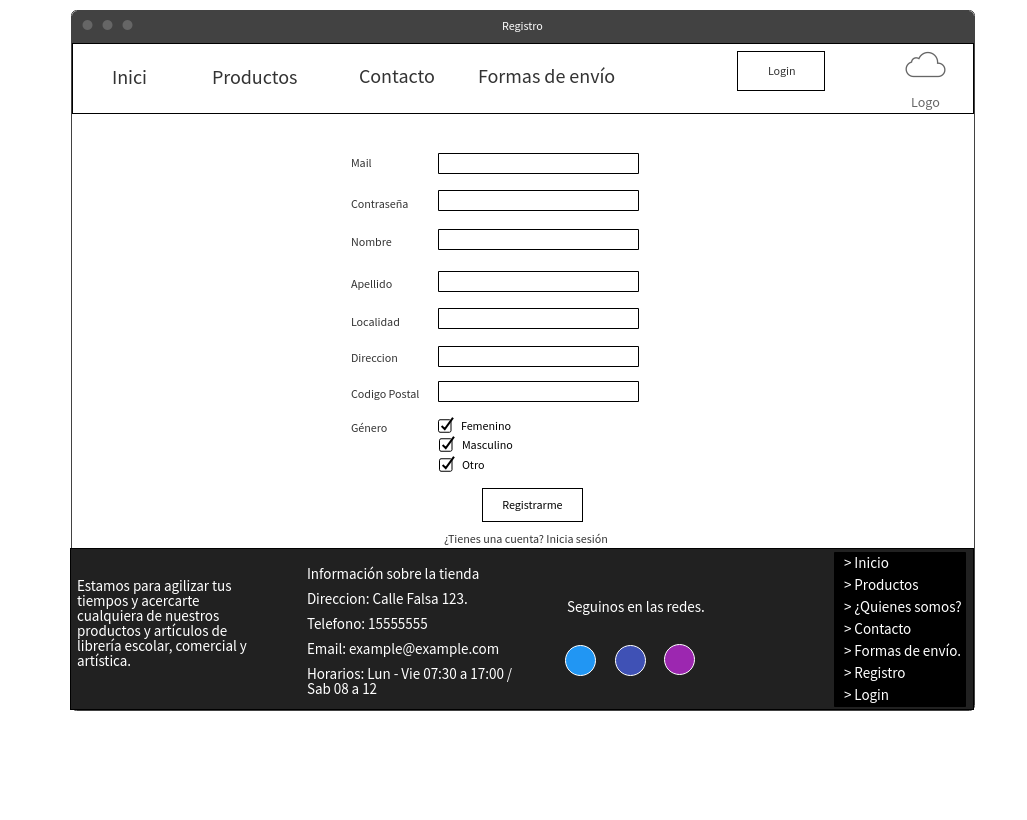 Registro
Inici
Productos
Contacto
Formas de envío
Login
Logo
Mail
Contraseña
Nombre
Apellido
Localidad
Direccion
Codigo Postal
Género
Femenino
Masculino
Otro
Registrarme
¿Tienes una cuenta? Inicia sesión
Estamos para agilizar tus
tiempos y acercarte
cualquiera de nuestros
productos y artículos de
librería escolar, comercial y
artística.
Información sobre la tienda
Direccion: Calle Falsa 123.
Telefono: 15555555
Email: example@example.com
Horarios: Lun - Vie 07:30 a 17:00 /
Sab 08 a 12
Seguinos en las redes.
> Inicio
> Productos
> ¿Quienes somos?
> Contacto
> Formas de envío.
> Registro
> Login